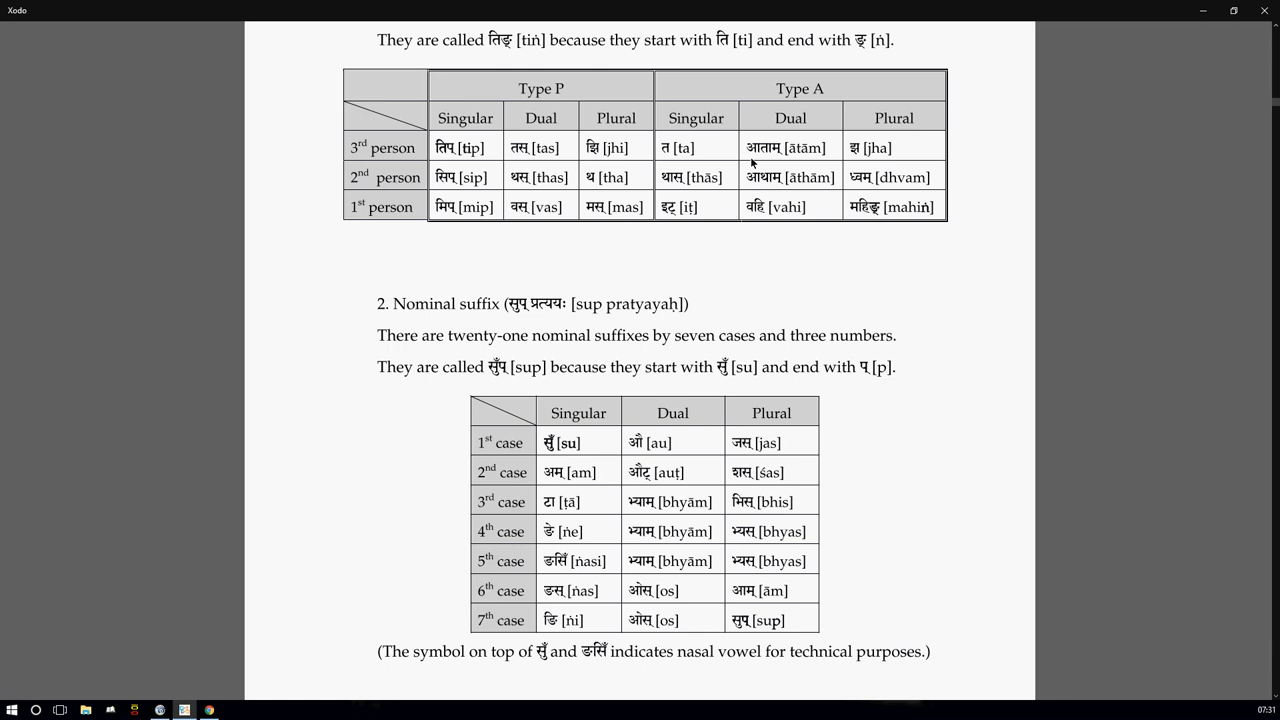 Xodo
They are called तिङ् [tiṅ] because they start with ति [ti] and end with ङ् [ṅ].
Type P Type A
Singular Dual Plural Singular Dual Plural
3rd person तिप् [tip] तस् [tas] झि [jhi] त [ta] आताम् [ātām] झ [jha]
2nd person सिप् [sip] थस् [thas] थ [tha] थास् [thās] आथाम् [āthām] ध्वम् [dhvam]
1st person मिप् [mip] वस् [vas] मस् [mas] इट् [iṭ] वहि [vahi] महिङ् [mahiṅ]
2. Nominal suffix (सुप् प्रत्ययः [sup pratyayaḥ])
There are twenty-one nominal suffixes by seven cases and three numbers.
They are called सुँप् [sup] because they start with सुँ [su] and end with प् [p].
Singular Dual Plural
1st case सुँ [su] औ [au] जस् [jas]
2nd case अम् [am] औट् [auṭ] शस् [śas]
3rd case टा [ṭā] भ्याम् [bhyām] भिस् [bhis]
4th case ङे [ṅe] भ्याम् [bhyām] भ्यस् [bhyas]
5th case ङसिँ [ṅasi] भ्याम् [bhyām] भ्यस् [bhyas]
6th case ङस् [ṅas] ओस् [os] आम् [ām]
7th case ङि [ṅi] ओस् [os] सुप् [sup]
(The symbol on top of सुँ and ङसिँ indicates nasal vowel for technical purposes.)
07:31